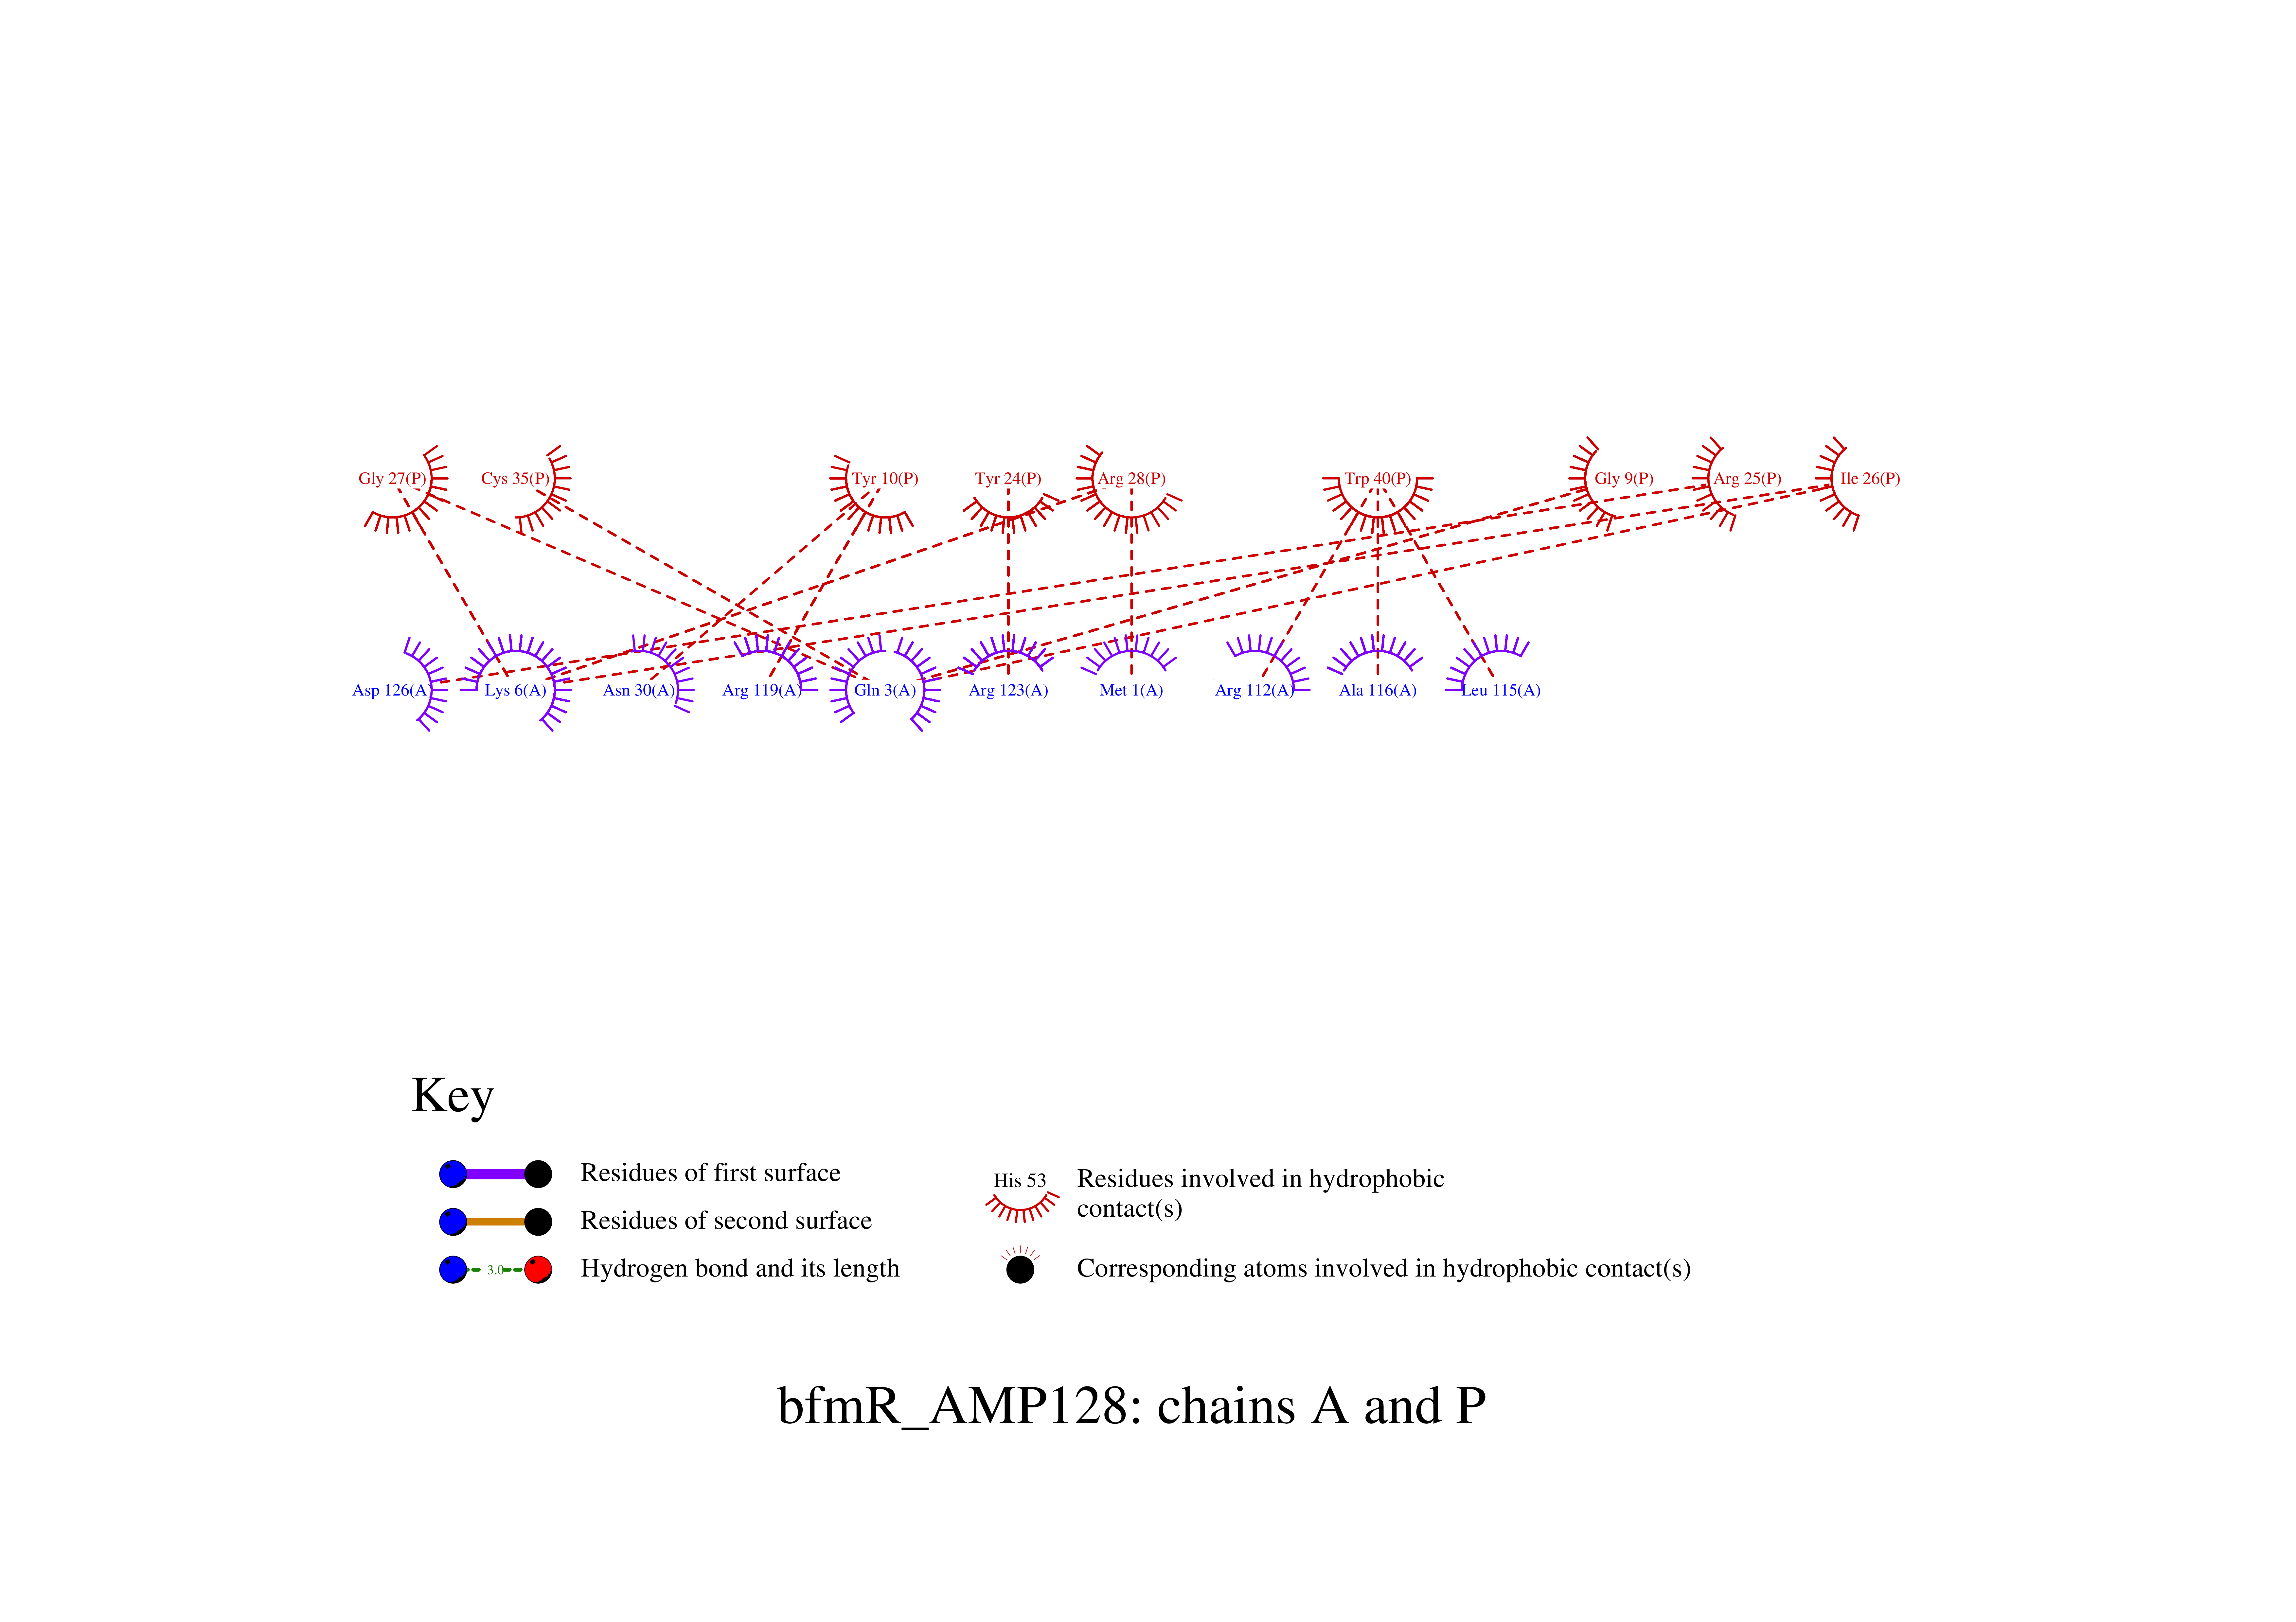 Gly 27(P) Cys 35(P) Tyr 10(P) Tyr 24(P) Arg 28(P) Trp 40(P) Gly 9(P) Arg 25(P) Ile 26(P)
Asp 126(A) Lys 6(A) Asn 30(A) Arg 119(A) Gln 3(A) Arg 123(A) Met 1(A) Arg 112(A) Ala 116(A) Leu 115(A)
Key
Residues of first surface
Residues of second surface
3.0 Hydrogen bond and its length
His 53 Residues involved in hydrophobic
contact(s)
Corresponding atoms involved in hydrophobic contact(s)
bfmR_AMP128: chains A and P